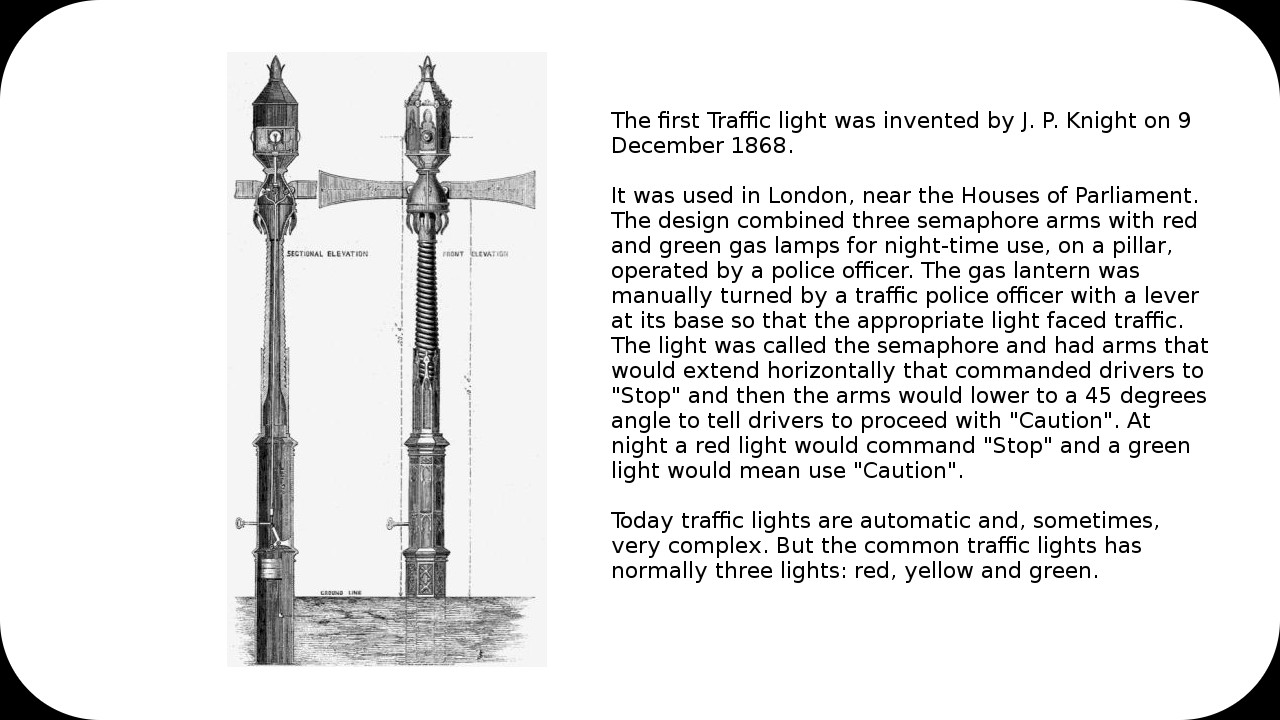 SECTIONAL ELEVATION
FRONT ELEVATION
GROUND LINE
The first Traffic light was invented by J. P. Knight on 9
December 1868.
It was used in London, near the Houses of Parliament.
The design combined three semaphore arms with red
and green gas lamps for night-time use, on a pillar,
operated by a police officer. The gas lantern was
manually turned by a traffic police officer with a lever
at its base so that the appropriate light faced traffic.
The light was called the semaphore and had arms that
would extend horizontally that commanded drivers to
"Stop" and then the arms would lower to a 45 degrees
angle to tell drivers to proceed with "Caution". At
night a red light would command "Stop" and a green
light would mean use "Caution".
Today traffic lights are automatic and, sometimes,
very complex. But the common traffic lights has
normally three lights: red, yellow and green.